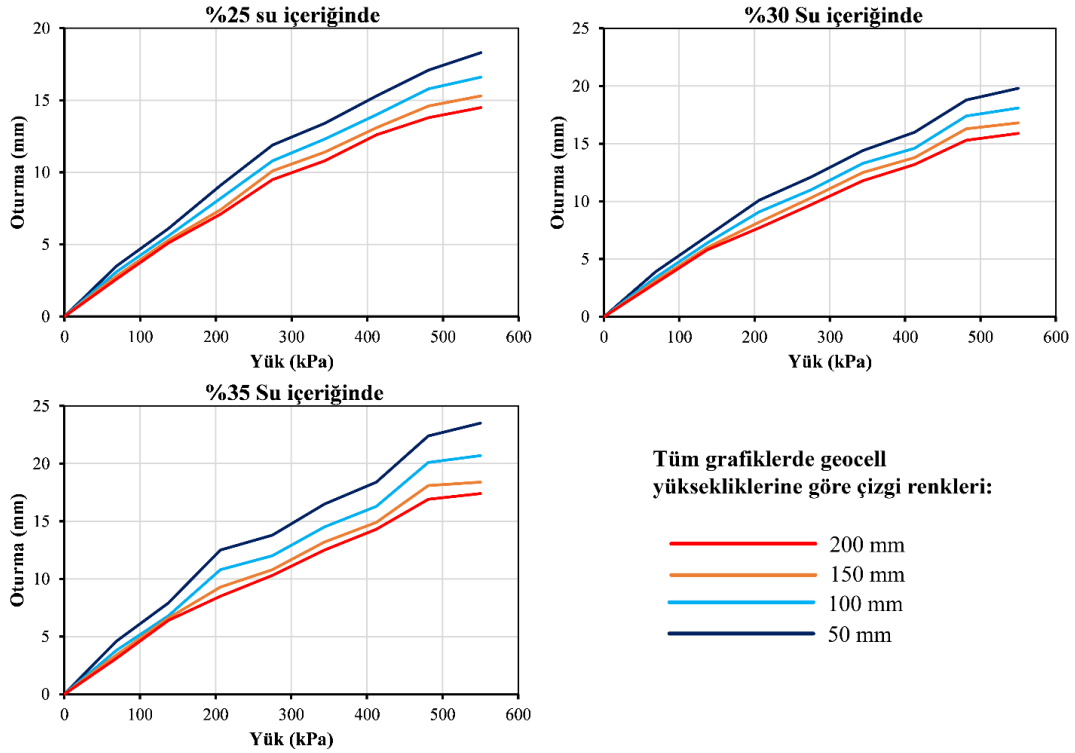 %25 su içeriğinde
20
15
10
5
0
Oturma (mm)
0 100 200 300 400 500 600
Yük (kPa)
%30 Su içeriğinde
25
20
15
10
5
0
Oturma (mm)
0 100 200 300 400 500 600
Yük (kPa)
%35 Su içeriğinde
25
20
15
10
5
0
Oturma (mm)
0 100 200 300 400 500 600
Yük (kPa)
Tüm grafiklerde geocell
yüksekliklerine göre çizgi renkleri:
200 mm
150 mm
100 mm
50 mm